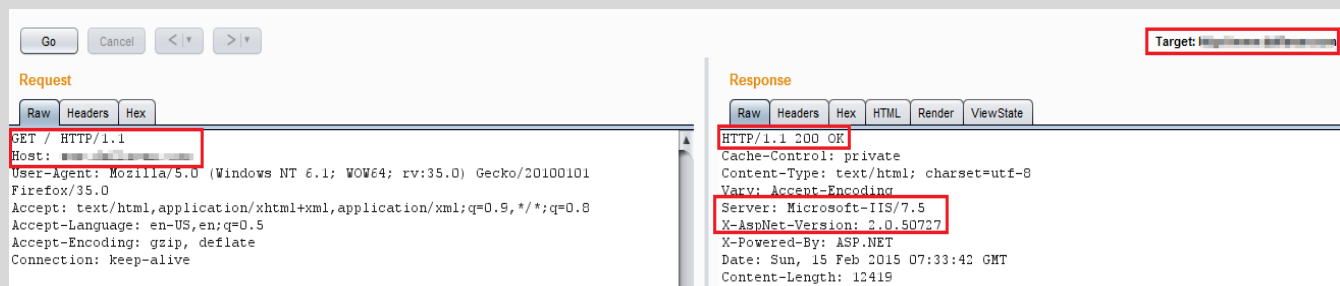 Go Cancel < >
Target:
Request
Response
Raw Headers Hex
Raw Headers Hex HTML Render ViewState
GET / HTTP/1.1
Host:
User-Agent: Mozilla/5.0 (Windows NT 6.1; WOW64; rv:35.0) Gecko/20100101
Firefox/35.0
Accept: text/html,application/xhtml+xml,application/xml;q=0.9,*/*;q=0.8
Accept-Language: en-US,en;q=0.5
Accept-Encoding: gzip, deflate
Connection: keep-alive
HTTP/1.1 200 OK
Cache-Control: private
Content-Type: text/html; charset=utf-8
Vary: Accept-Encoding
Server: Microsoft-IIS/7.5
X-AspNet-Version: 2.0.50727
X-Powered-By: ASP.NET
Date: Sun, 15 Feb 2015 07:33:42 GMT
Content-Length: 12419